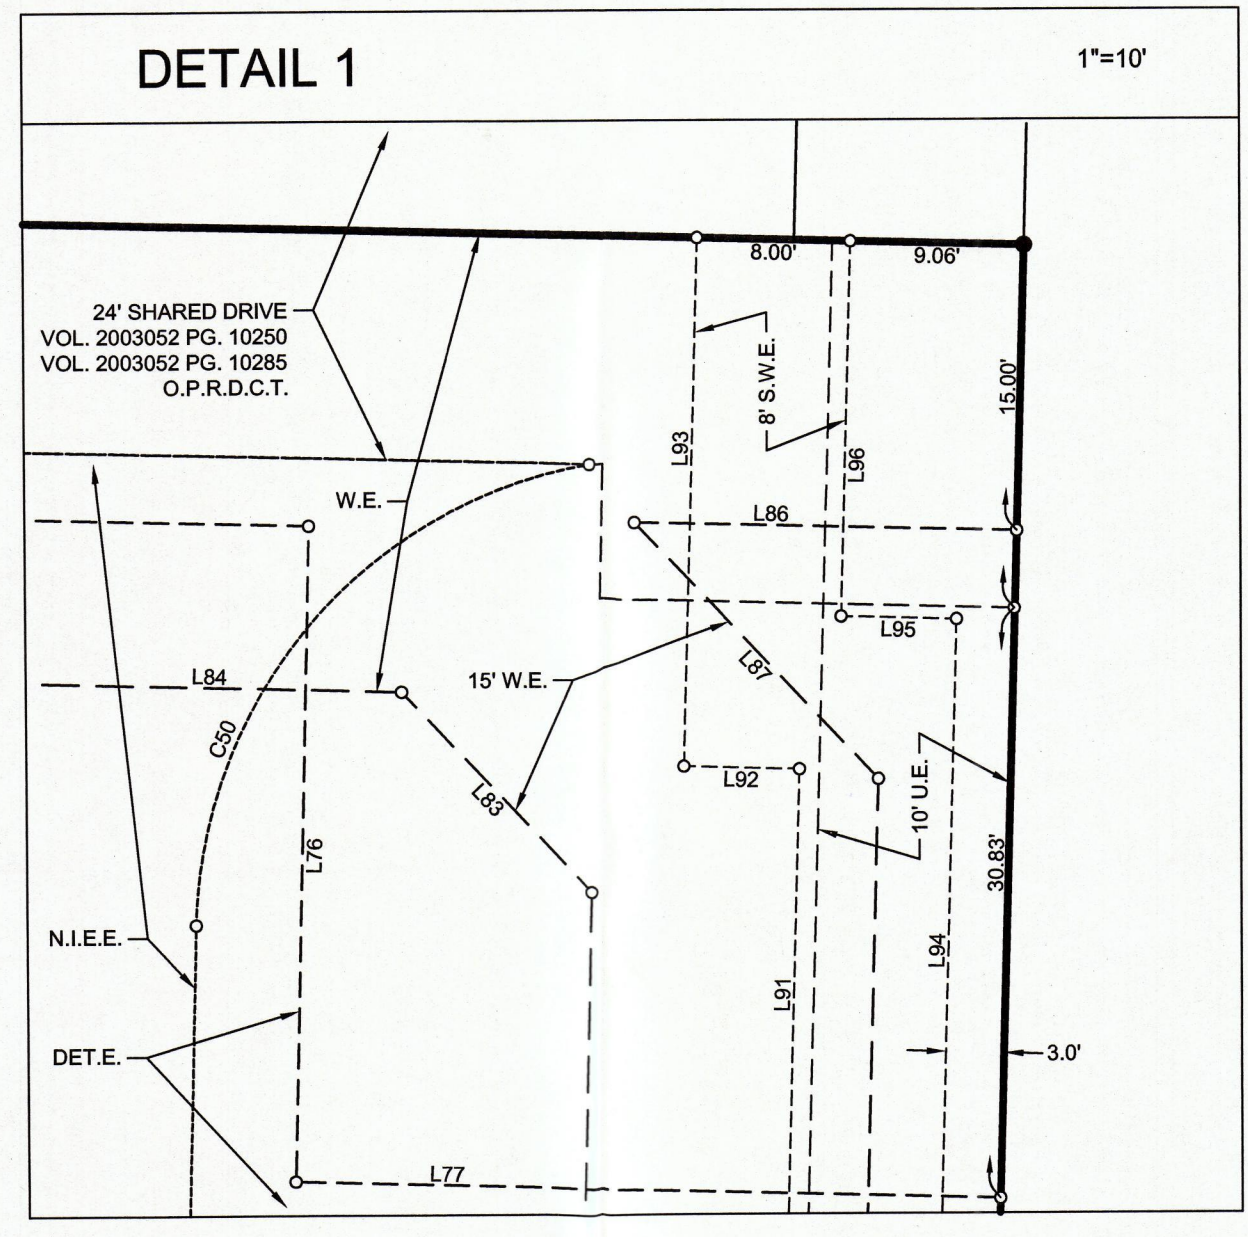 DETAIL 1
1"=10'
8.00'
9.06'
24' SHARED DRIVE
VOL. 2003052 PG. 10250
VOL. 2003052 PG. 10285
O.P.R.D.C.T.
8' S.W.E.
15.00'
L93
L96
W.E.
L86
L95
L84
15' W.E.
L87
C50
L92
L83
10' U.E.
L76
30.83'
N.I.E.E.
L94
L91
DET.E.
3.0'
L77